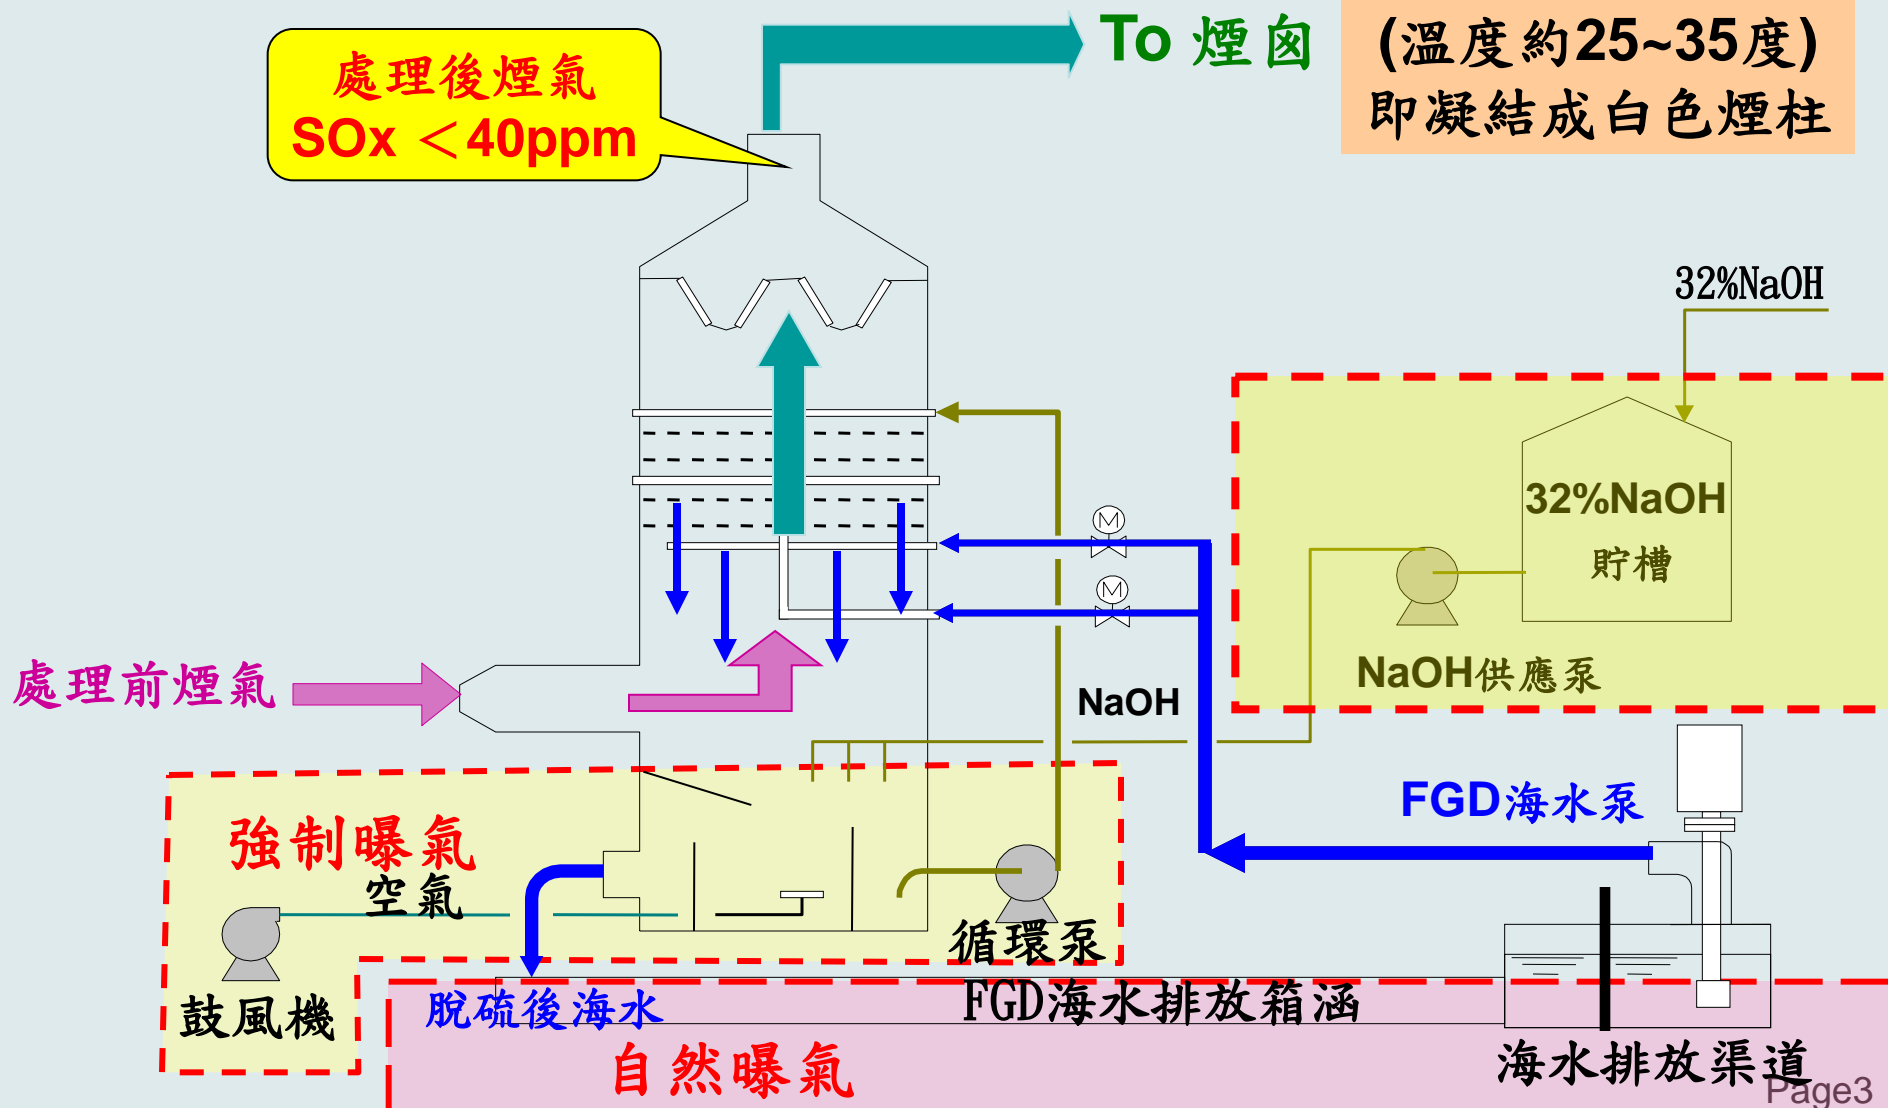 To 煙囪
(溫度約25~35度)
即凝結成白色煙柱
處理後煙氣
SOx ＜40ppm
32%NaOH
32%NaOH
貯槽
M
M
處理前煙氣
NaOH供應泵
NaOH
FGD海水泵
強制曝氣
空氣
循環泵
鼓風機
脫硫後海水
FGD海水排放箱涵
自然曝氣
海水排放渠道
Page3